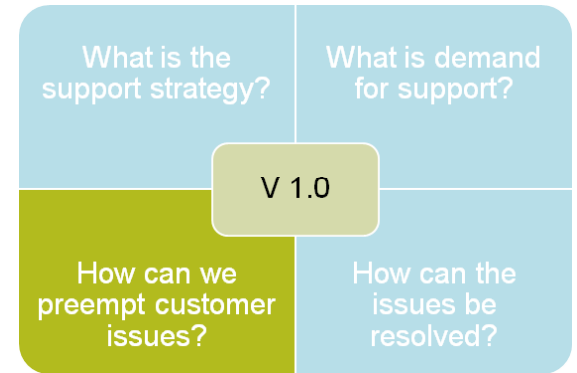 What is the
support strategy?
What is demand
for support?
V 1.0
How can we
preempt customer
issues?
How can the
issues be
resolved?